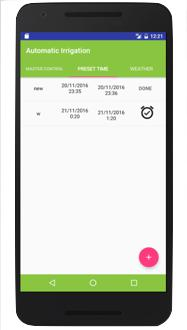 12:21
Automatic Irrigation
MASTER CONTROL PRESET TIME WEATHER
new 20/11/2016 23:35 20/11/2016 23:36 DONE
w 21/11/2016 0:20 21/11/2016 1:20